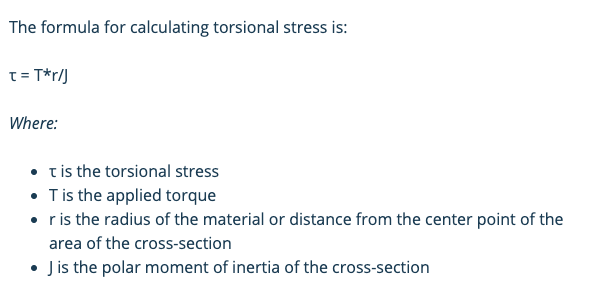 The formula for calculating torsional stress is:
τ = T*r/J
Where:
• τ is the torsional stress
• T is the applied torque
• r is the radius of the material or distance from the center point of the
area of the cross-section
• J is the polar moment of inertia of the cross-section